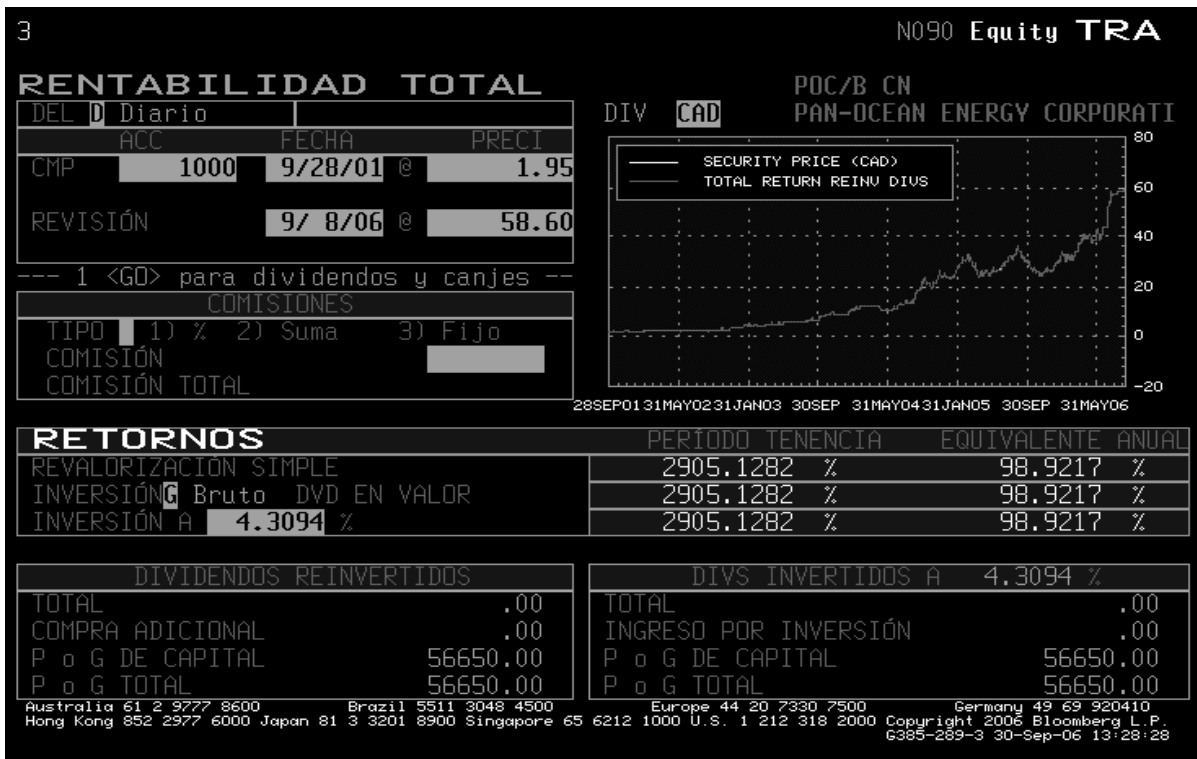 3 N090 Equity TRA
RENTABILIDAD TOTAL
POC/B CN
DEL D Diario
DIV CAD PAN-OCEAN ENERGY CORPORATI
ACC FECHA PRECI
CMP 1000 9/28/01 @ 1.95
REVISIÓN 9/ 8/06 @ 58.60
--- 1 <GO> para dividendos y canjes --
COMISIONES
TIPO 1) % 2) Suma 3) Fijo
COMISIÓN
COMISIÓN TOTAL
SECURITY PRICE (CAD)
TOTAL RETURN REINV DIVS
80
60
40
20
0
-20
28SEP01 31MAY02 31JAN03 30SEP 31MAY04 31JAN05 30SEP 31MAY06
RETORNOS PERÍODO TENENCIA EQUIVALENTE ANUAL
REVALORIZACIÓN SIMPLE 2905.1282 % 98.9217 %
INVERSIÓN G Bruto DVD EN VALOR 2905.1282 % 98.9217 %
INVERSIÓN A 4.3094 % 2905.1282 % 98.9217 %
DIVIDENDOS REINVERTIDOS
TOTAL .00
COMPRA ADICIONAL .00
P o G DE CAPITAL 56650.00
P o G TOTAL 56650.00
DIVS INVERTIDOS A 4.3094 %
TOTAL .00
INGRESO POR INVERSIÓN .00
P o G DE CAPITAL 56650.00
P o G TOTAL 56650.00
Australia 61 2 9777 8600 Brazil 5511 3048 4500 Europe 44 20 7330 7500 Germany 49 69 920410
Hong Kong 852 2977 6000 Japan 81 3 3201 8900 Singapore 65 6212 1000 U.S. 1 212 318 2000 Copyright 2006 Bloomberg L.P.
G385-289-3 30-Sep-06 13:28:28